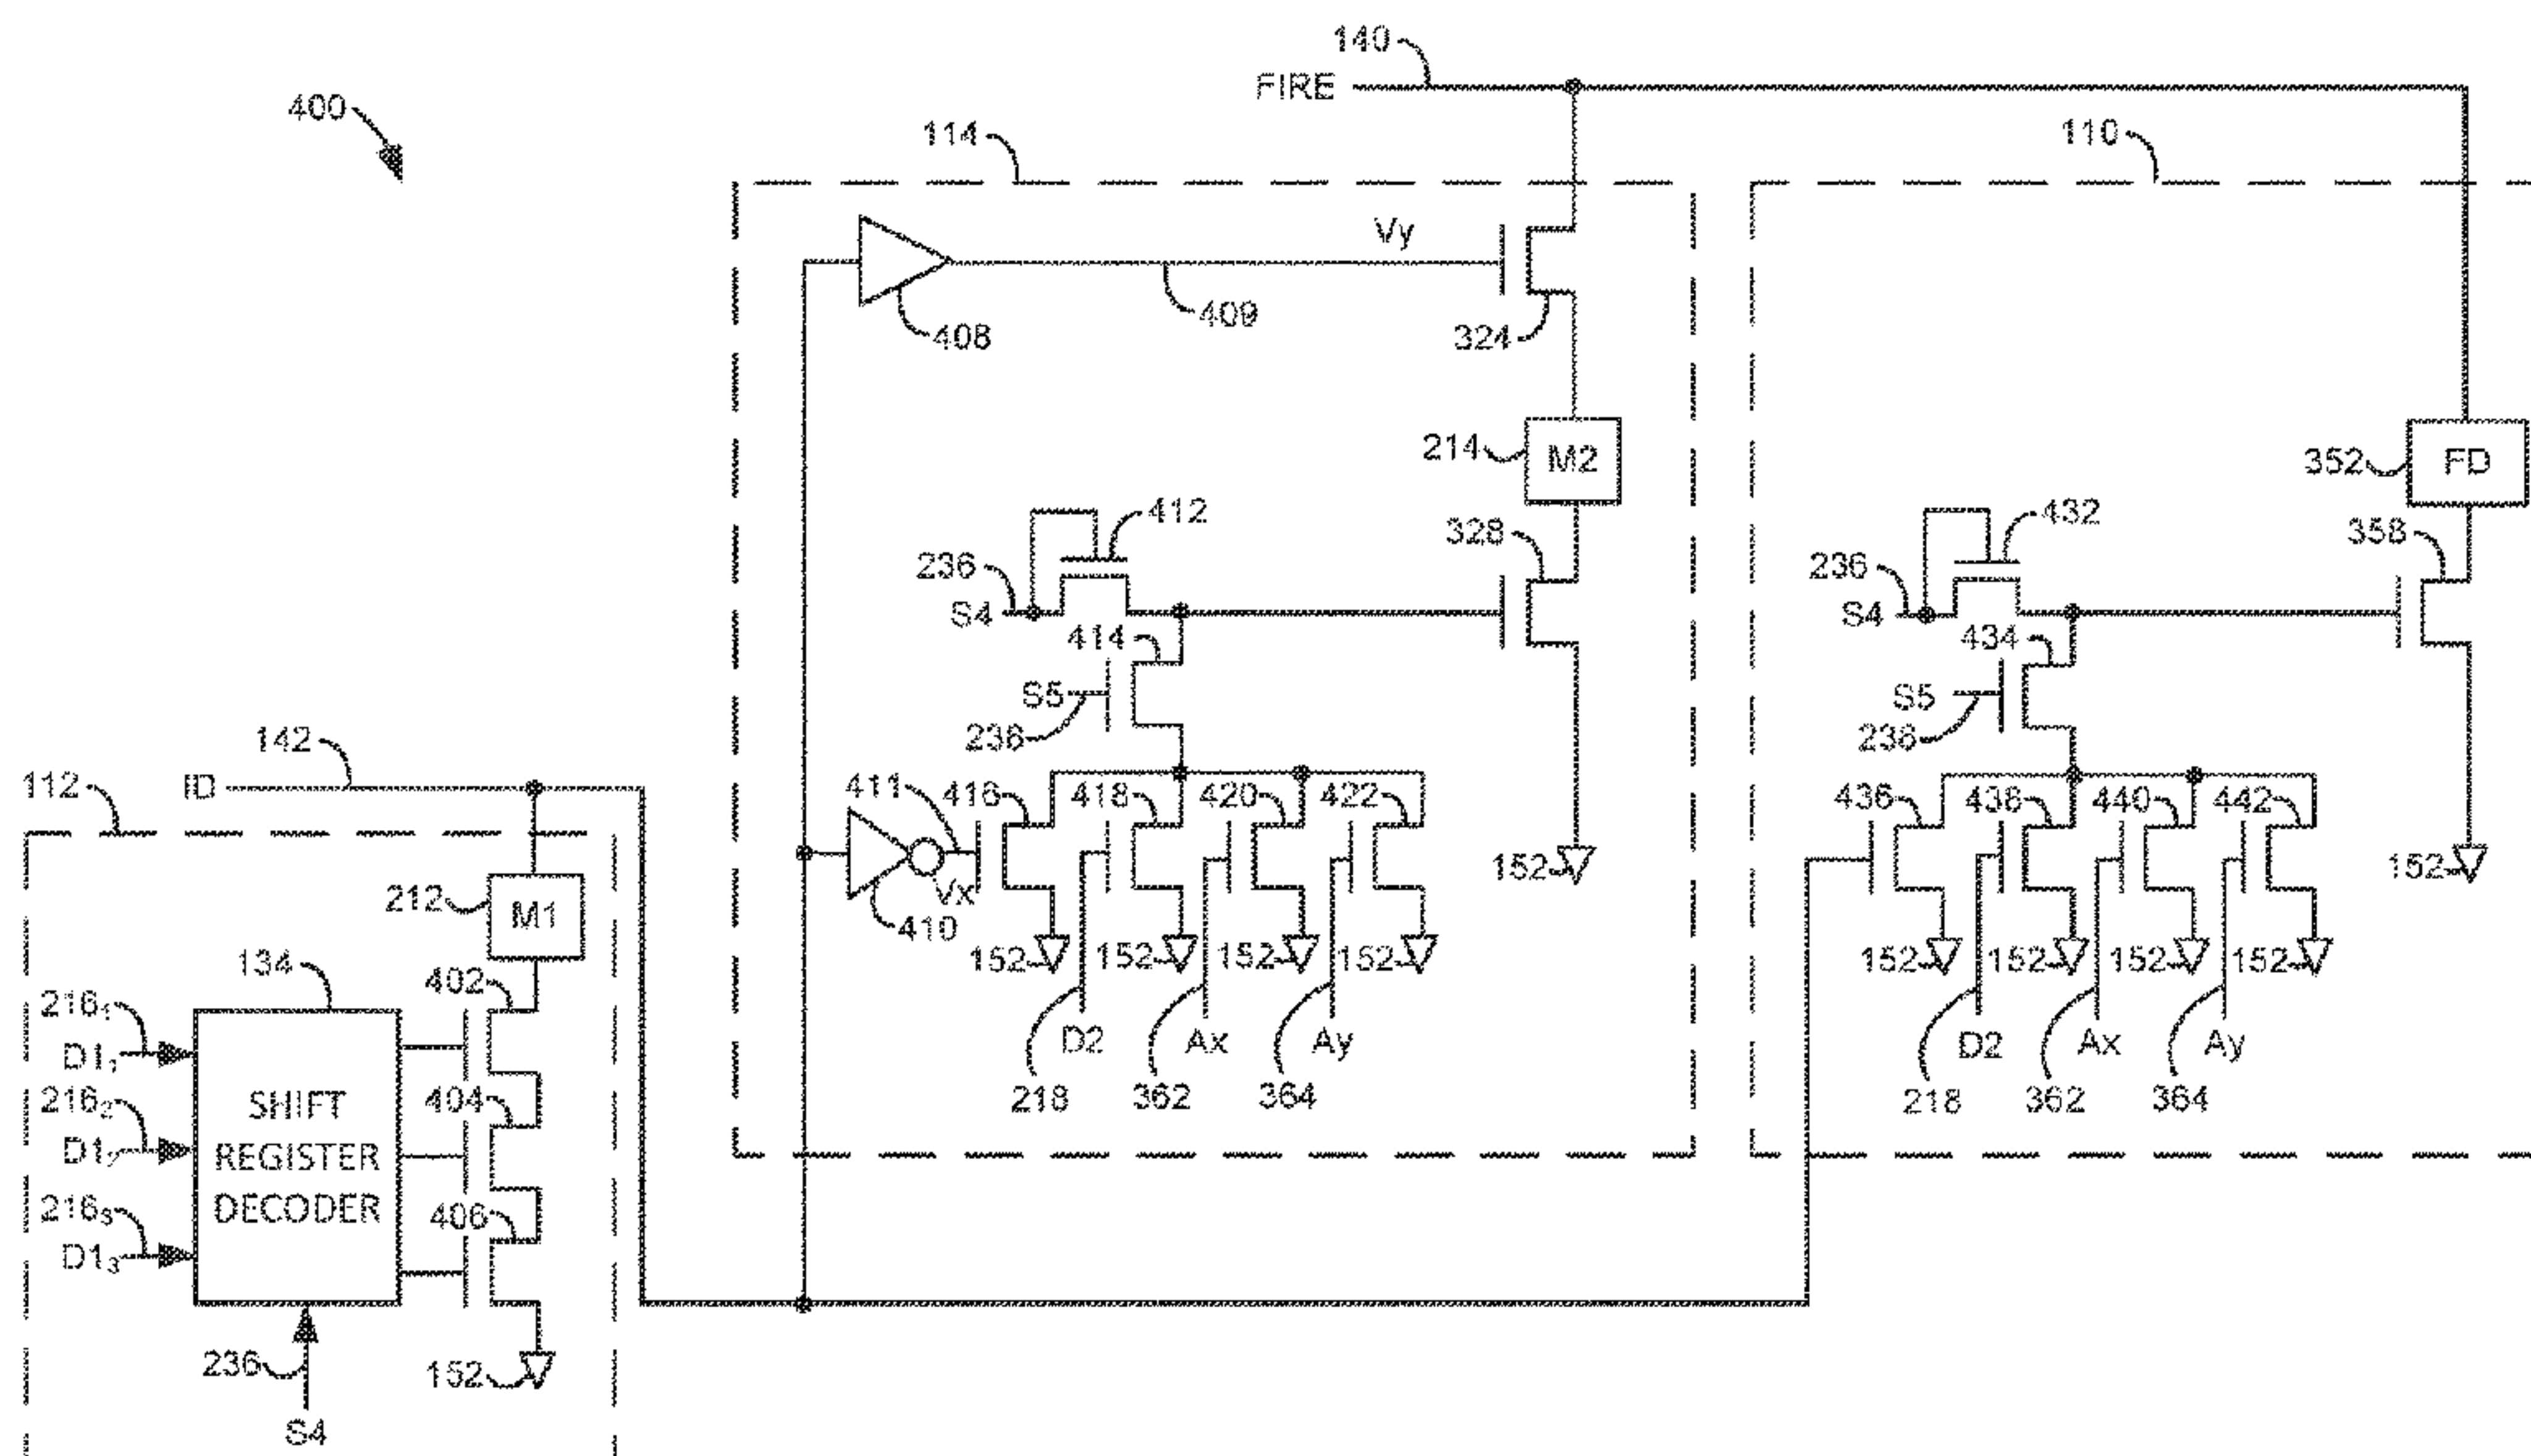 140
FIRE
400
114
110
Vy
409
408
324
214 M2
352 FD
412
328
432
358
236
S4
236
S4
414
434
S5
236
S5
236
142
ID
112
411
416
418
420
422
436
438
440
442
152
152
Vx
410
212 M1
152
152
152
152
152
152
152
152
134
402
216₁
D1₁
D2
Ax
Ay
D2
Ax
Ay
218
362
364
218
362
364
216₂
D1₂
404
SHIFT
REGISTER
DECODER
216₃
D1₃
406
236
152
S4